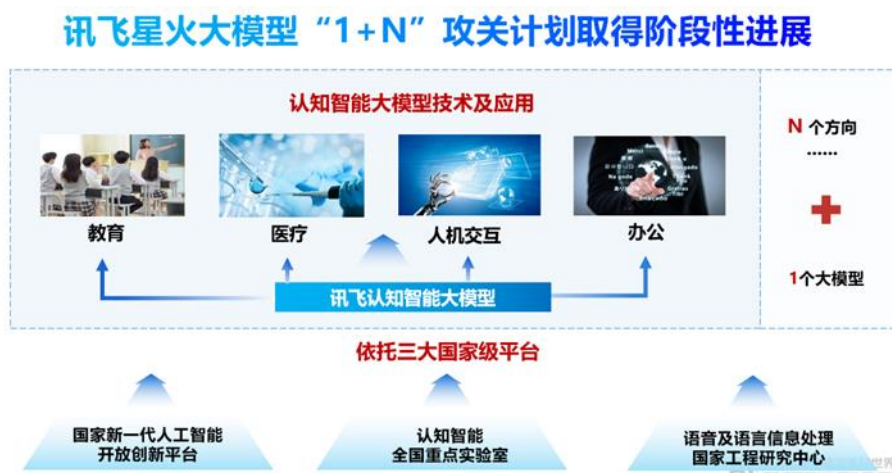 讯飞星火大模型“1+N”攻关计划取得阶段性进展
认知智能大模型技术及应用
教育
医疗
人机交互
办公
讯飞认知智能大模型
N 个方向
······
+
1个大模型
依托三大国家级平台
国家新一代人工智能
开放创新平台
认知智能
全国重点实验室
语音及语言信息处理
国家工程研究中心